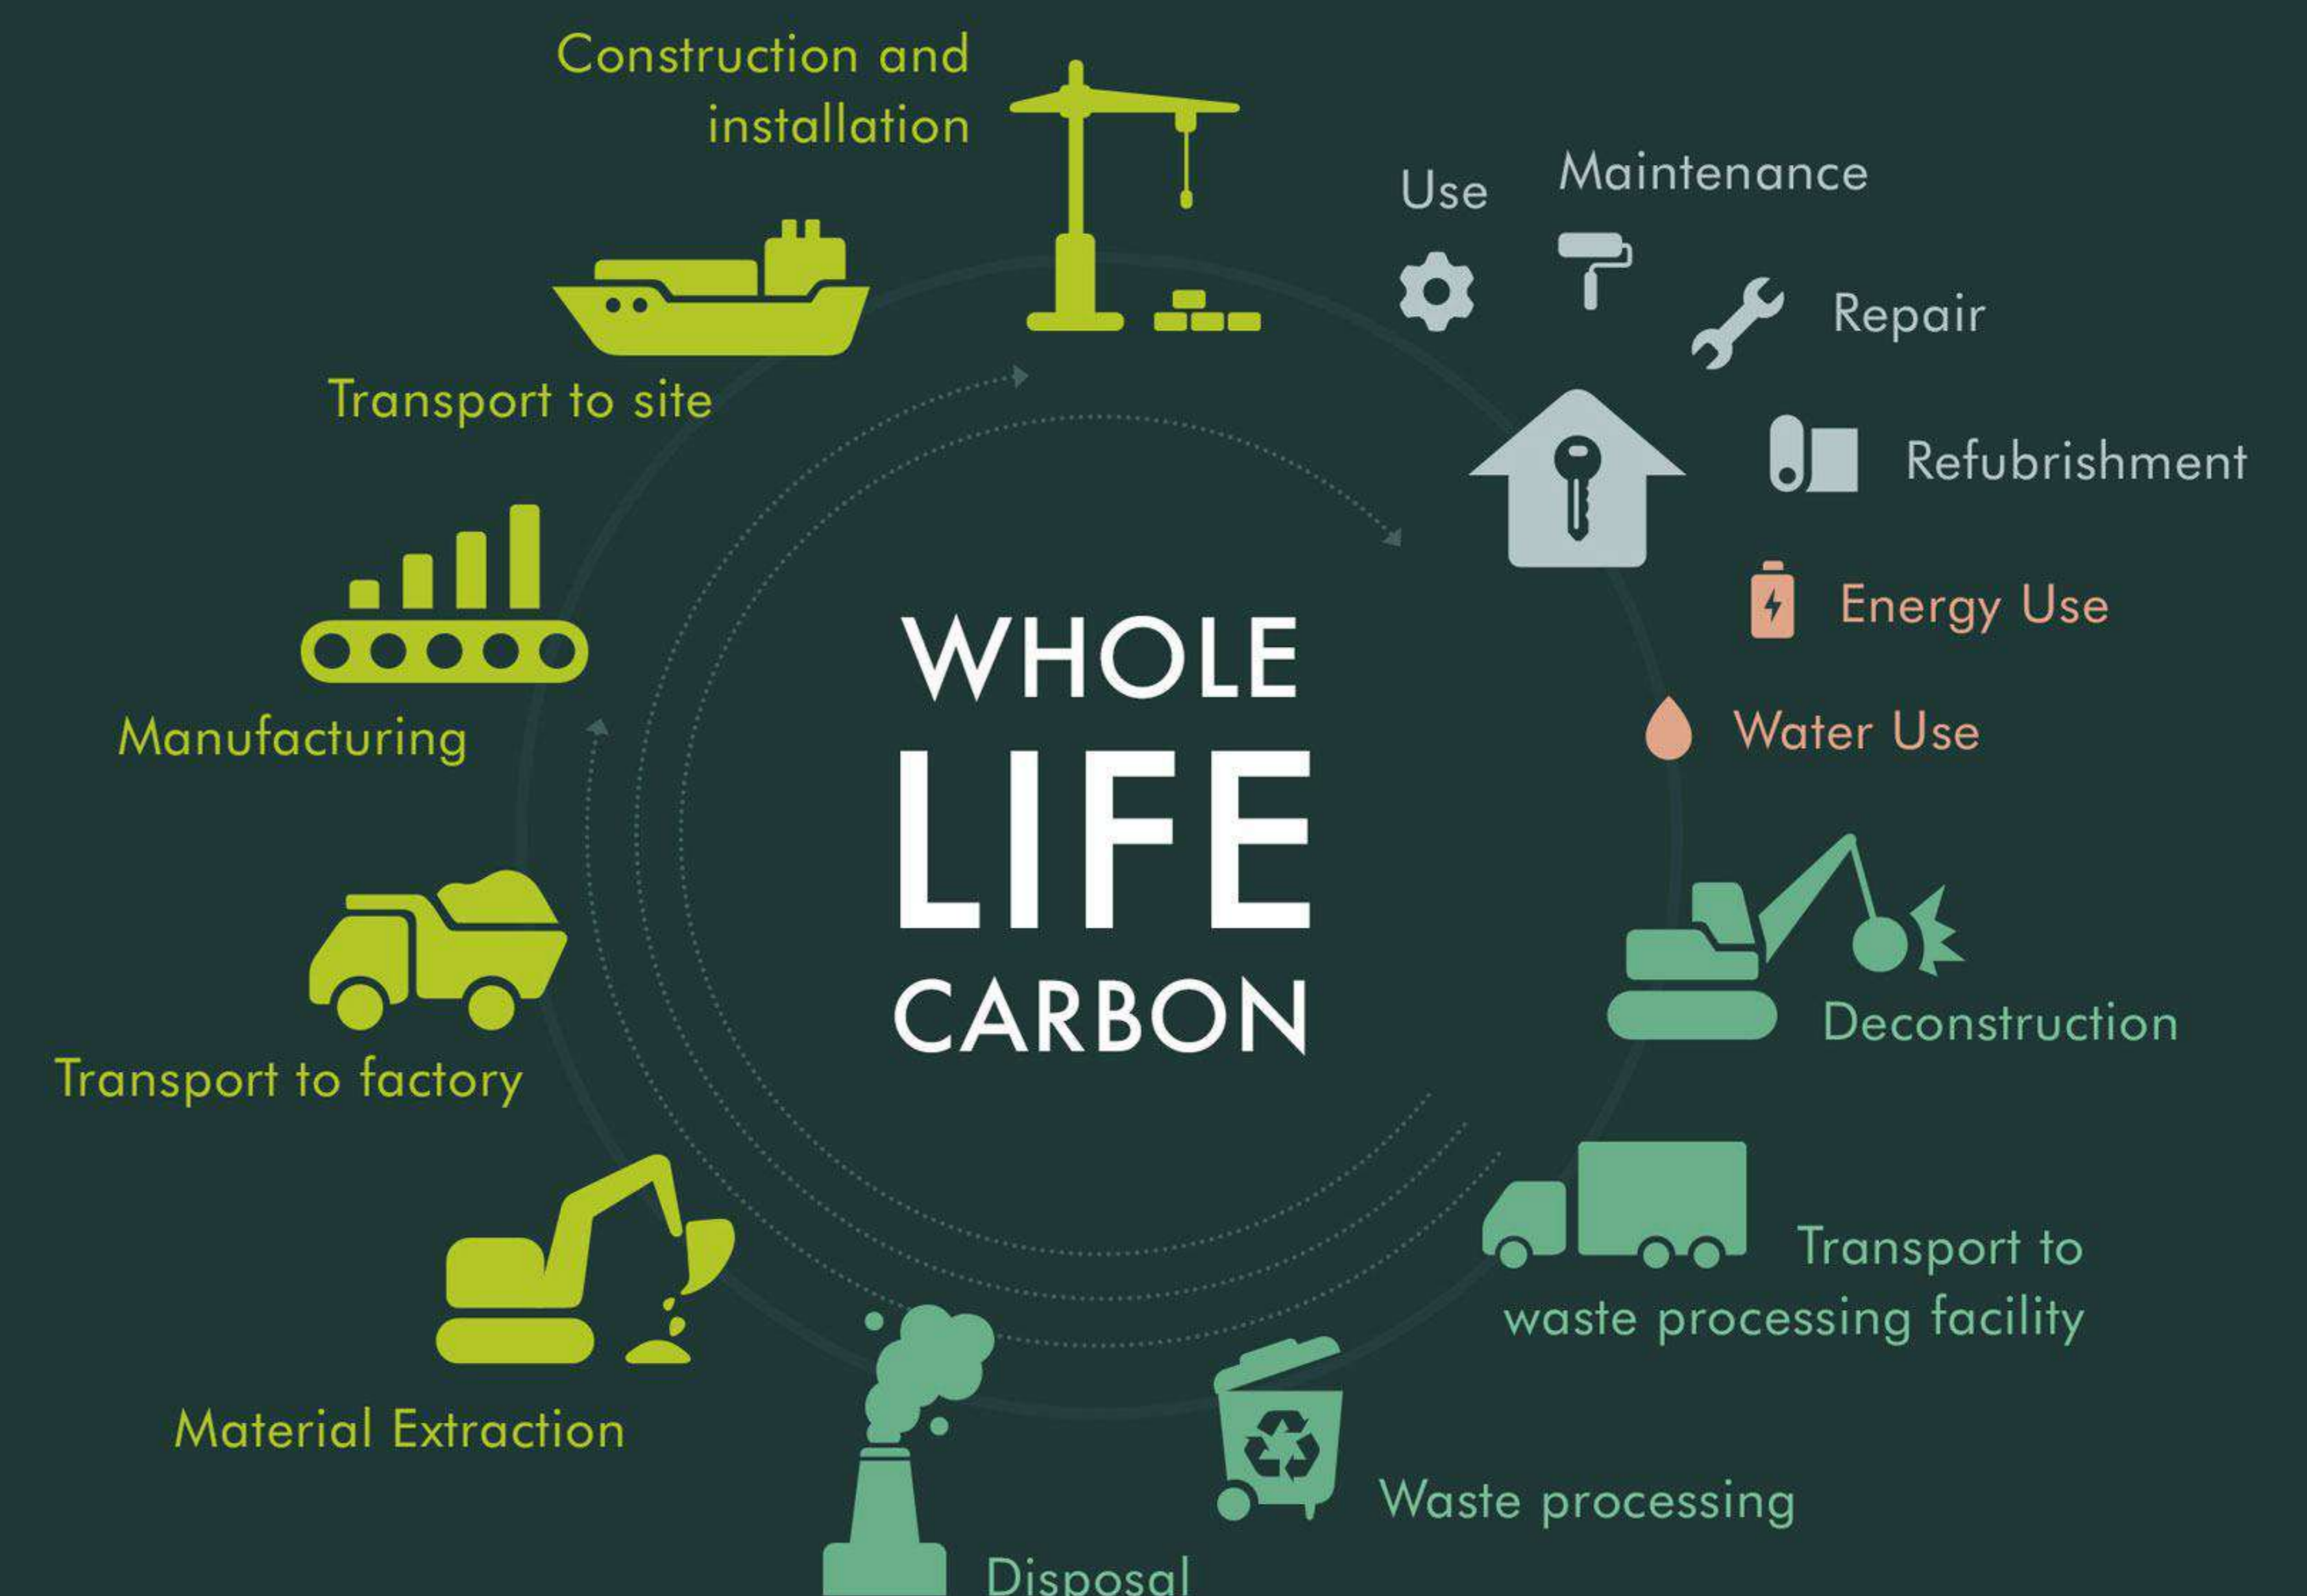 Construction and
installation
Use
Maintenance
Repair
Transport to site
Refubrishment
Energy Use
WHOLE
LIFE
CARBON
Water Use
Manufacturing
Deconstruction
Transport to factory
Transport to
waste processing facility
Material Extraction
Waste processing
Disposal